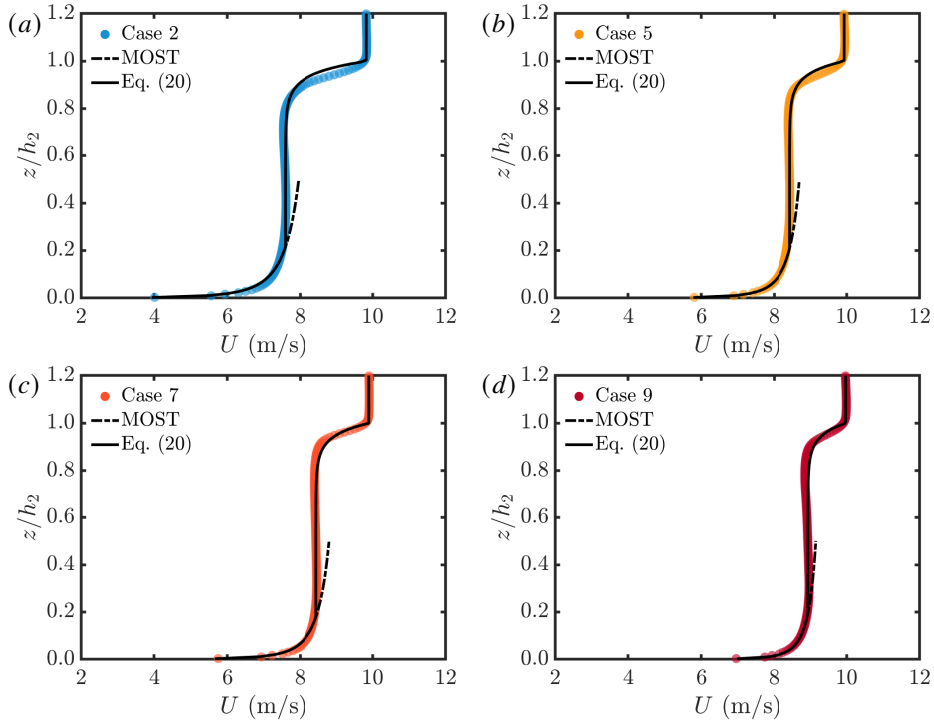 (a)
1.2
1.0
0.8
0.6
0.4
0.2
0.0
z/h2
Case 2
MOST
Eq. (20)
2 4 6 8 10 12
U (m/s)
(b)
1.2
1.0
0.8
0.6
0.4
0.2
0.0
z/h2
Case 5
MOST
Eq. (20)
2 4 6 8 10 12
U (m/s)
(c)
1.2
1.0
0.8
0.6
0.4
0.2
0.0
z/h2
Case 7
MOST
Eq. (20)
2 4 6 8 10 12
U (m/s)
(d)
1.2
1.0
0.8
0.6
0.4
0.2
0.0
z/h2
Case 9
MOST
Eq. (20)
2 4 6 8 10 12
U (m/s)